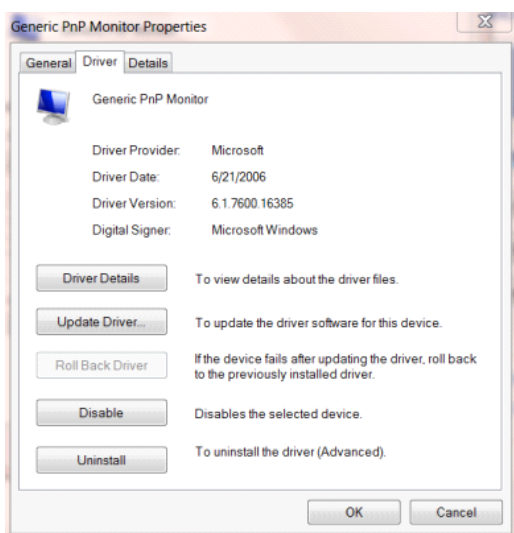 Generic PnP Monitor Properties
General Driver Details
Generic PnP Monitor
Driver Provider: Microsoft
Driver Date: 6/21/2006
Driver Version: 6.1.7600.16385
Digital Signer: Microsoft Windows
Driver Details To view details about the driver files.
Update Driver... To update the driver software for this device.
Roll Back Driver If the device fails after updating the driver, roll back
to the previously installed driver.
Disable Disables the selected device.
Uninstall To uninstall the driver (Advanced).
OK Cancel